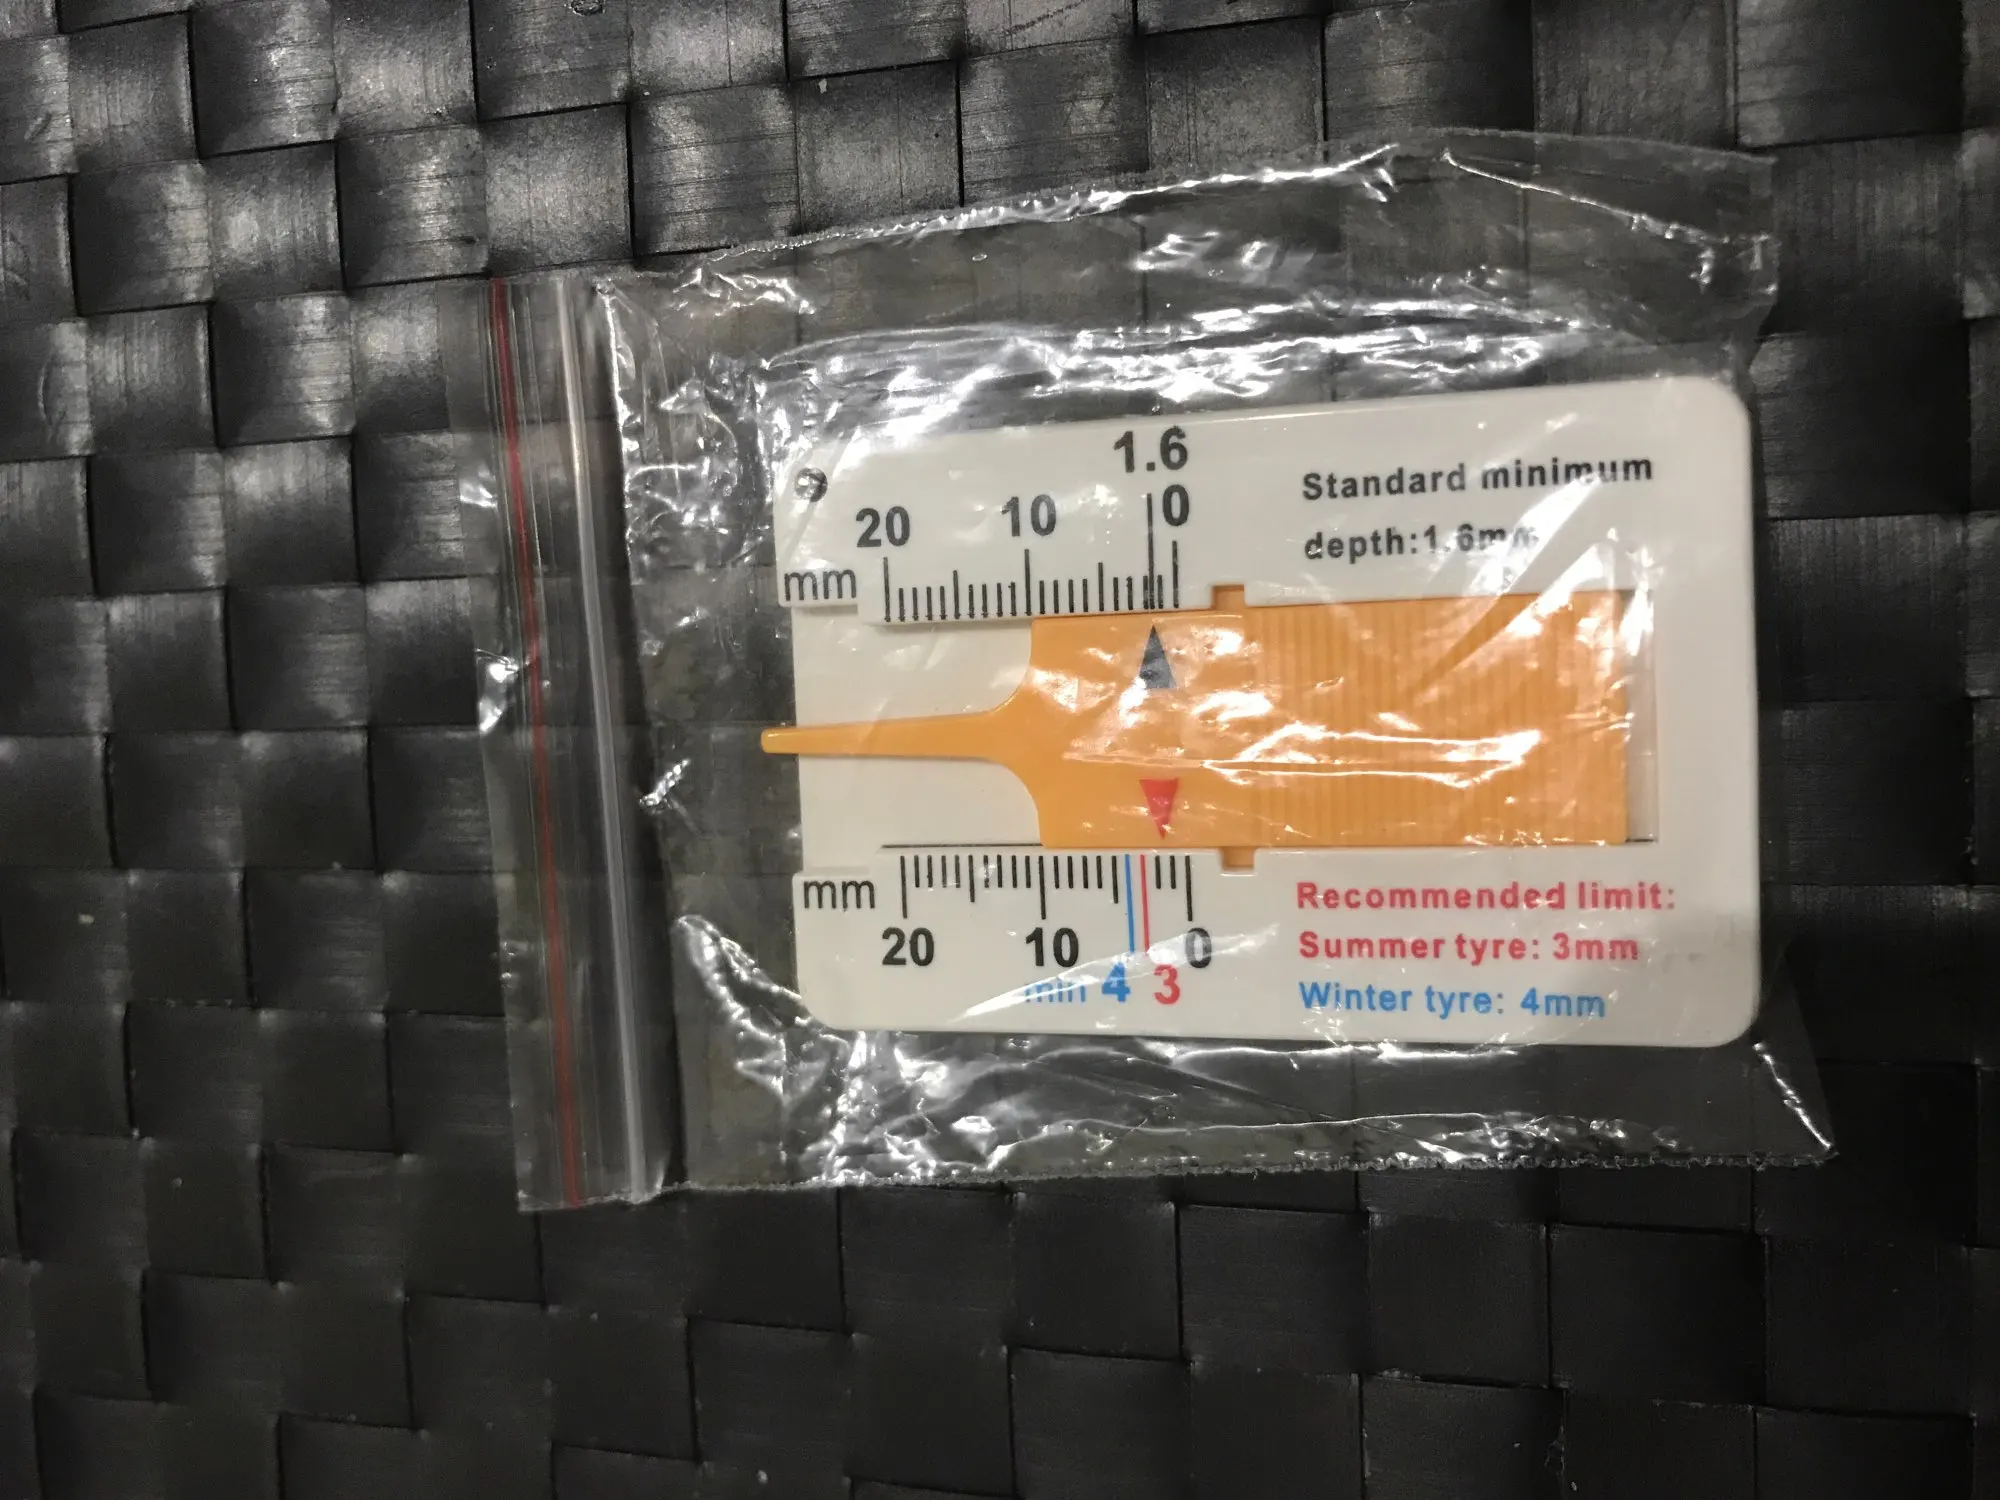 1.6
20 10 0
mm
Standard minimum
depth:1.6mm
mm
20 10 0
min 4 3
Recommended limit:
Summer tyre: 3mm
Winter tyre: 4mm